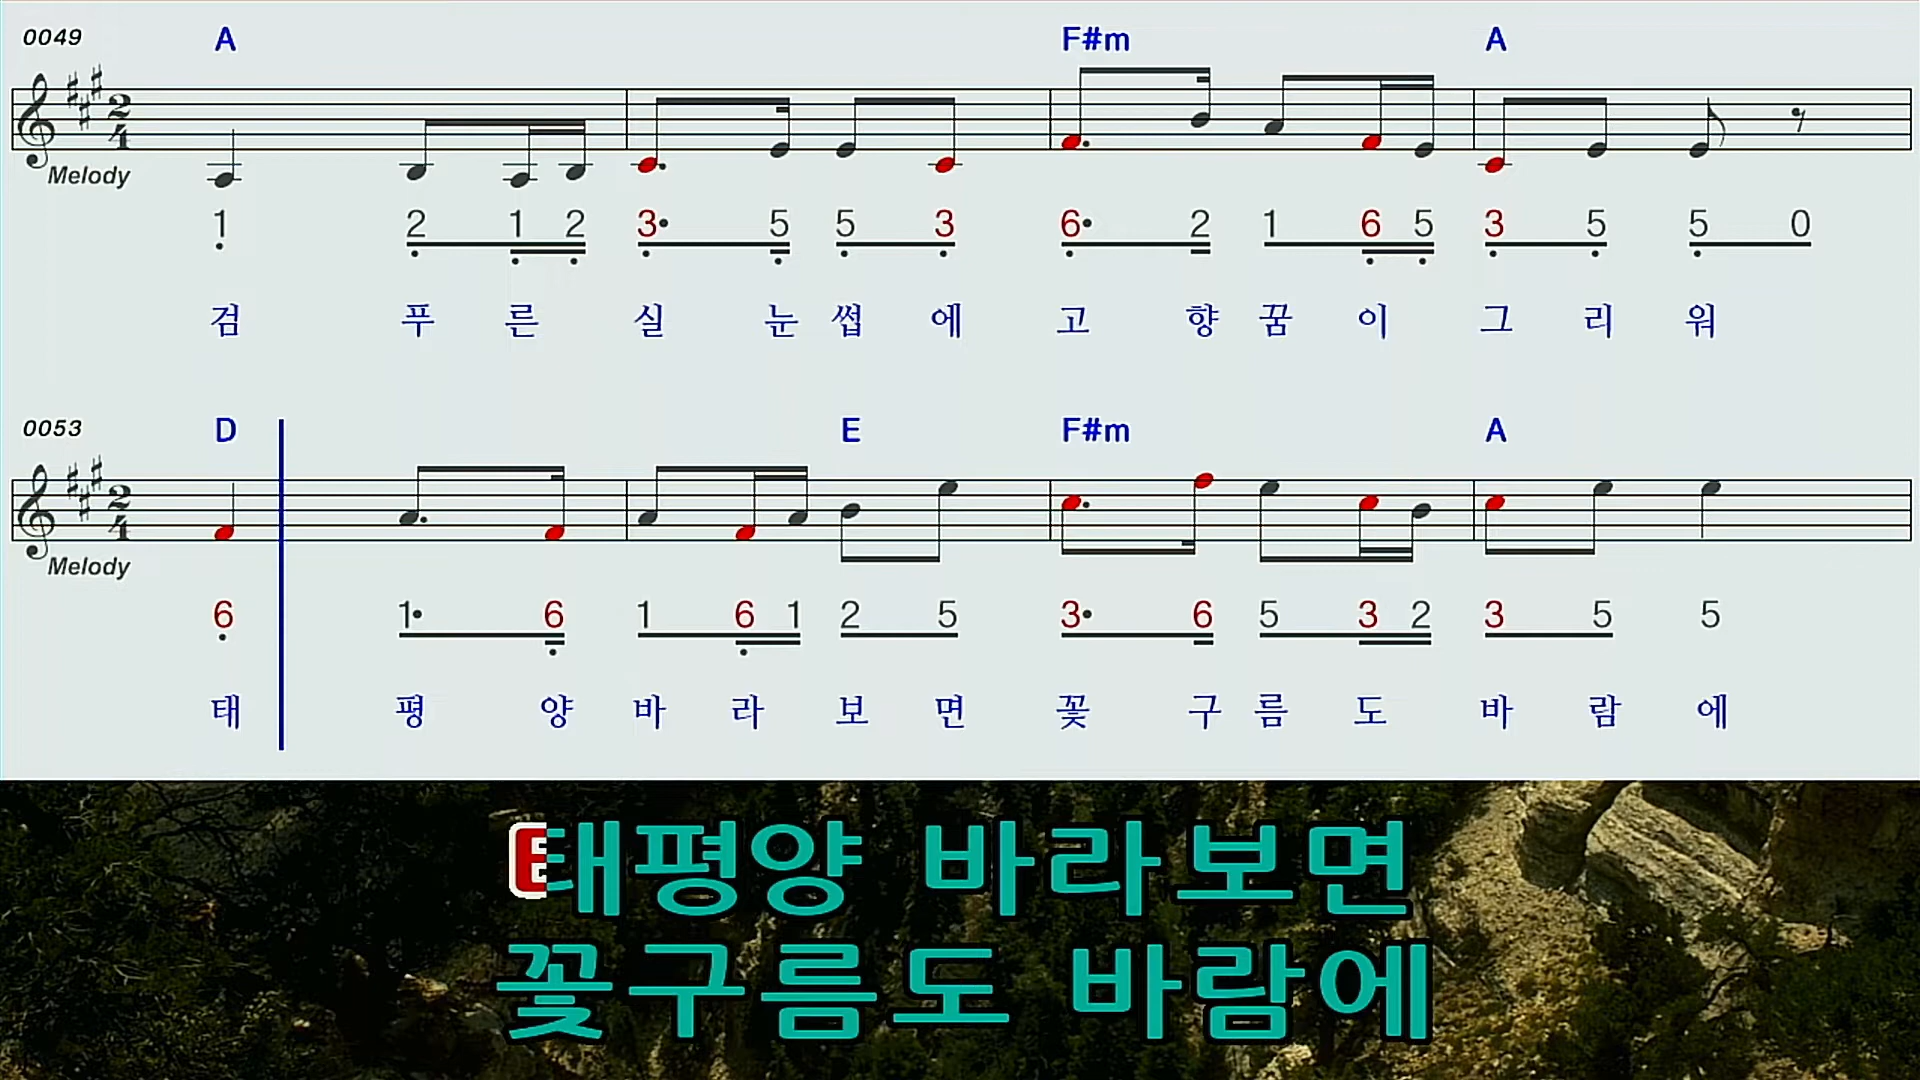 0049 A F#m A
2
4
Melody
1 2 1 2 3· 5 5 3 6· 2 1 6 5 3 5 5 0
검 푸 른 실 눈 썹 에 고 향 꿈 이 그 리 워
0053 D E F#m A
2
4
Melody
6 1· 6 1 6 1 2 5 3· 6 5 3 2 3 5 5
태 평 양 바 라 보 면 꽃 구 름 도 바 람 에
태평양 바라보면
꽃구름도 바람에